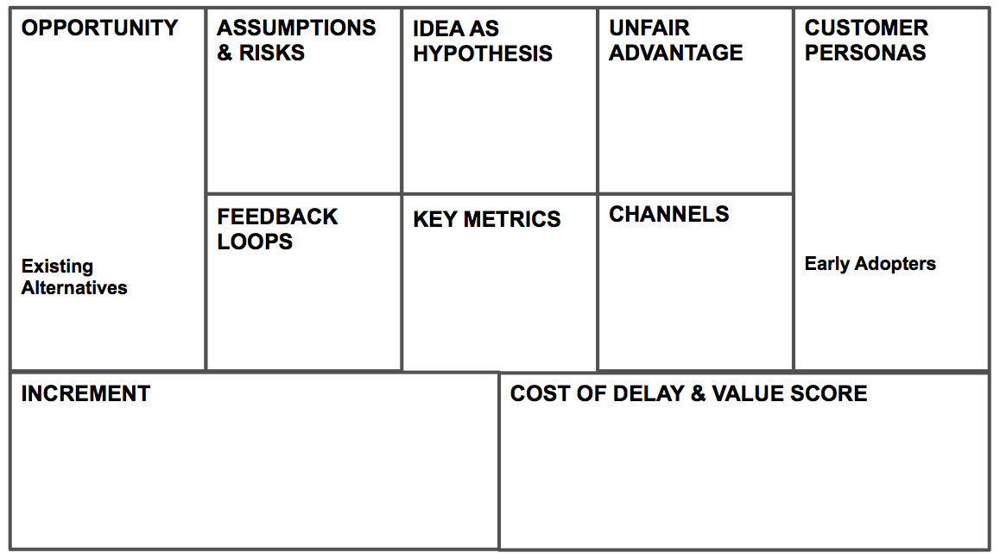 OPPORTUNITY
Existing
Alternatives
ASSUMPTIONS
& RISKS
FEEDBACK
LOOPS
IDEA AS
HYPOTHESIS
KEY METRICS
UNFAIR
ADVANTAGE
CHANNELS
CUSTOMER
PERSONAS
Early Adopters
INCREMENT
COST OF DELAY & VALUE SCORE